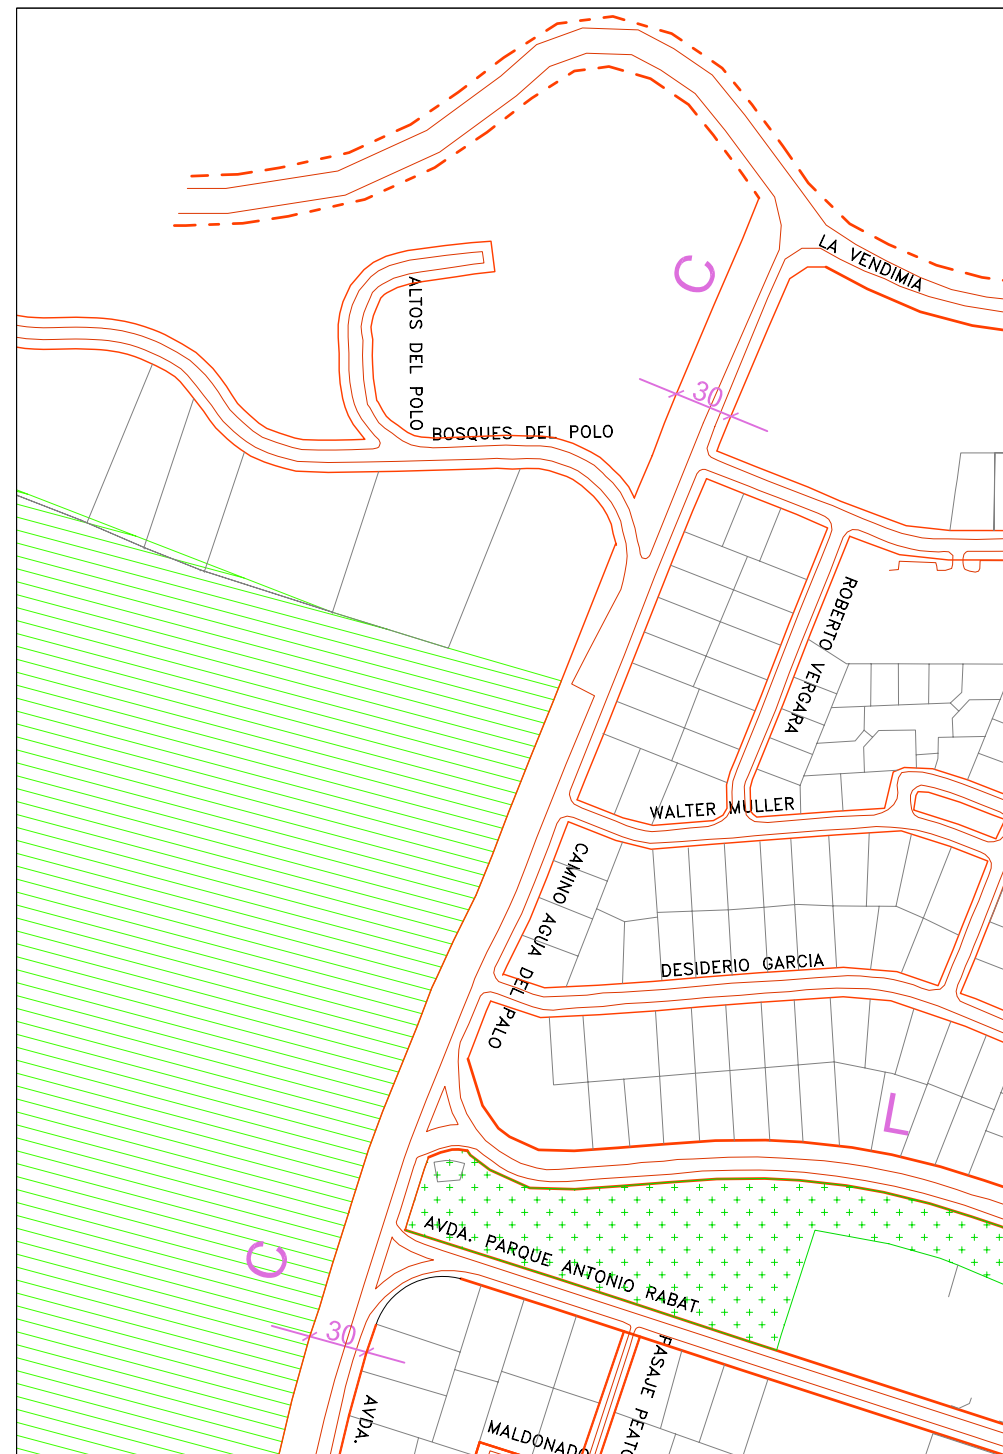 LA VENDIMIA
C
ALTOS DEL POLO
30
BOSQUES DEL POLO
ROBERTO VERGARA
WALTER MULLER
CAMINO AGUA DEL PALO
DESIDERIO GARCIA
L
AVDA. PARQUE ANTONIO RABAT
C
30
AVDA.
PASAJE PEATO
MALDONADO